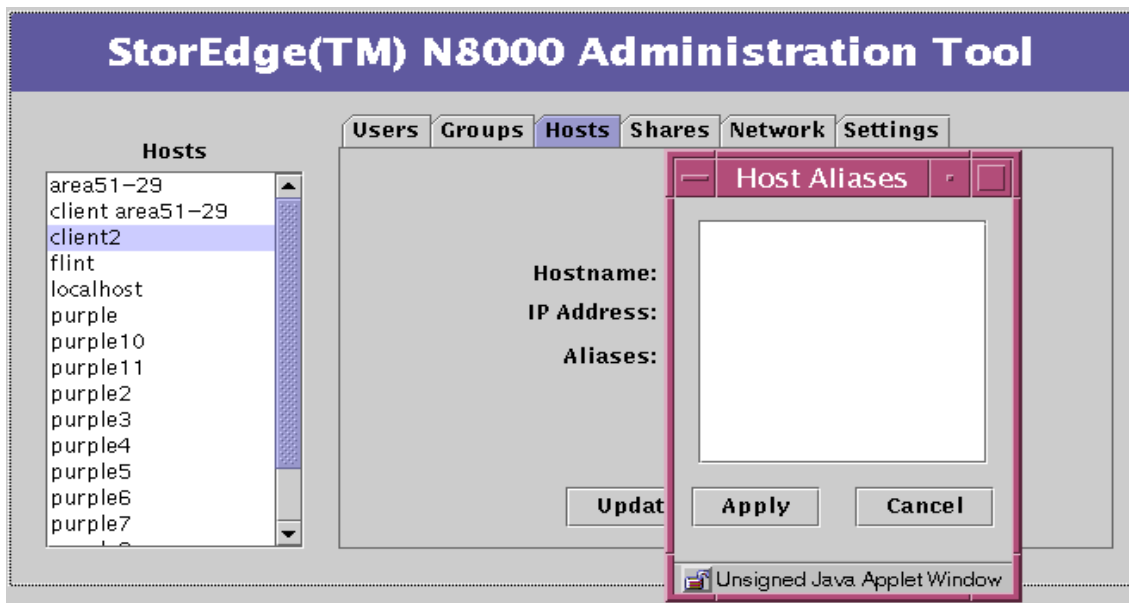 StorEdge(TM) N8000 Administration Tool
Hosts
area51-29
client area51-29
client2
flint
localhost
purple
purple10
purple11
purple2
purple3
purple4
purple5
purple6
purple7
Users Groups Hosts Shares Network Settings
Hostname:
IP Address:
Aliases:
Updat
Host Aliases
Apply Cancel
Unsigned Java Applet Window